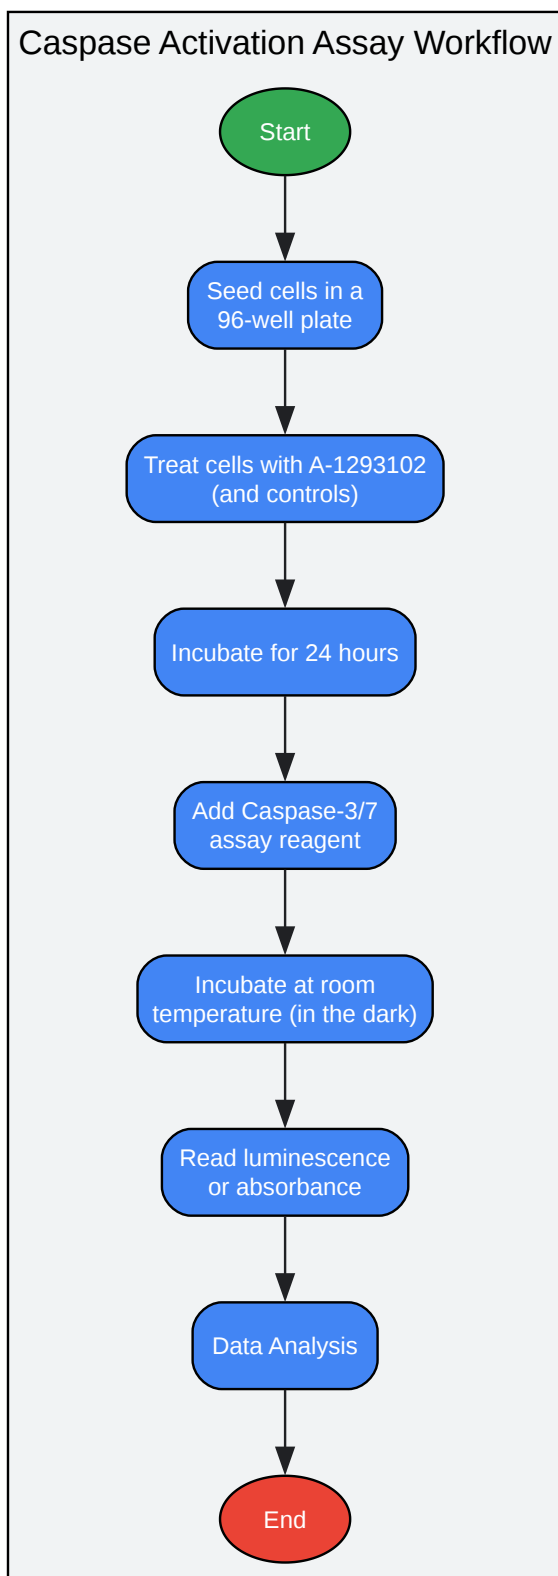 Caspase Activation Assay Workflow
Start
Seed cells in a
96-well plate
Treat cells with A-1293102
(and controls)
Incubate for 24 hours
Add Caspase-3/7
assay reagent
Incubate at room
temperature (in the dark)
Read luminescence
or absorbance
Data Analysis
End